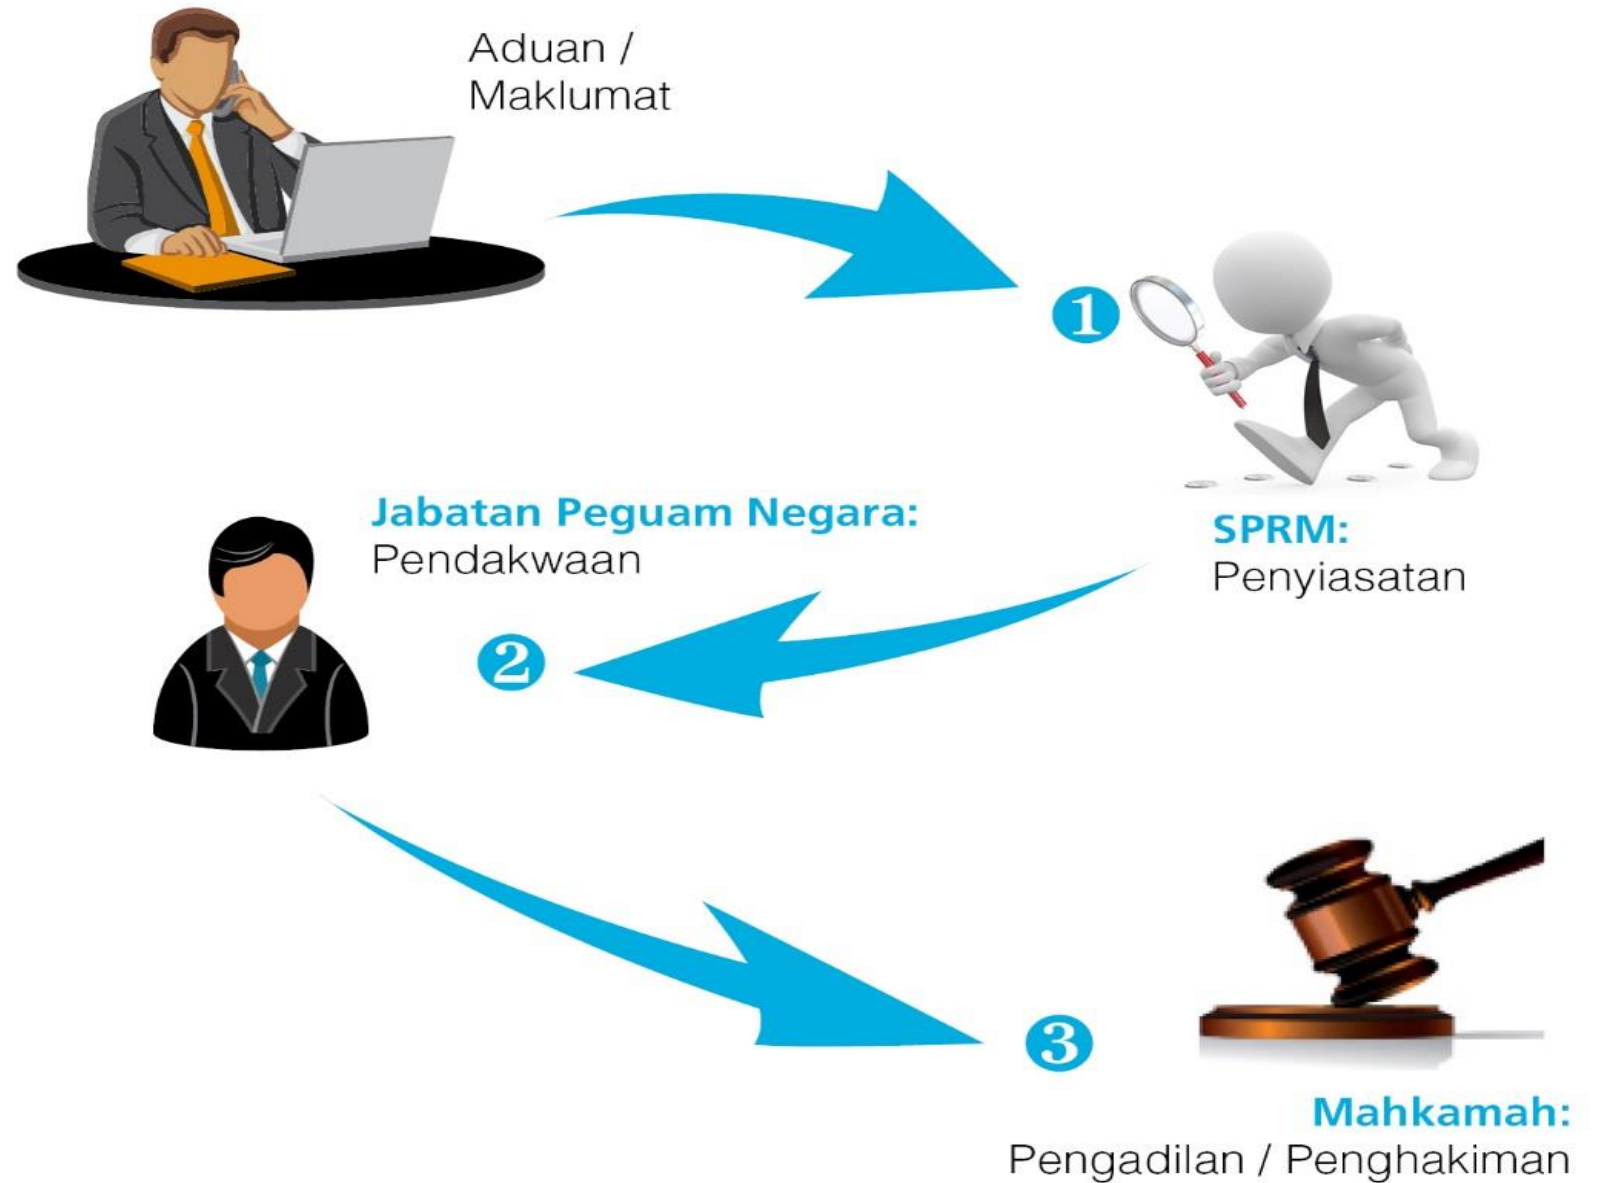 Aduan /
Maklumat
1
SPRM:
Penyiasatan
Jabatan Peguam Negara:
Pendakwaan
2
3
Mahkamah:
Pengadilan / Penghakiman